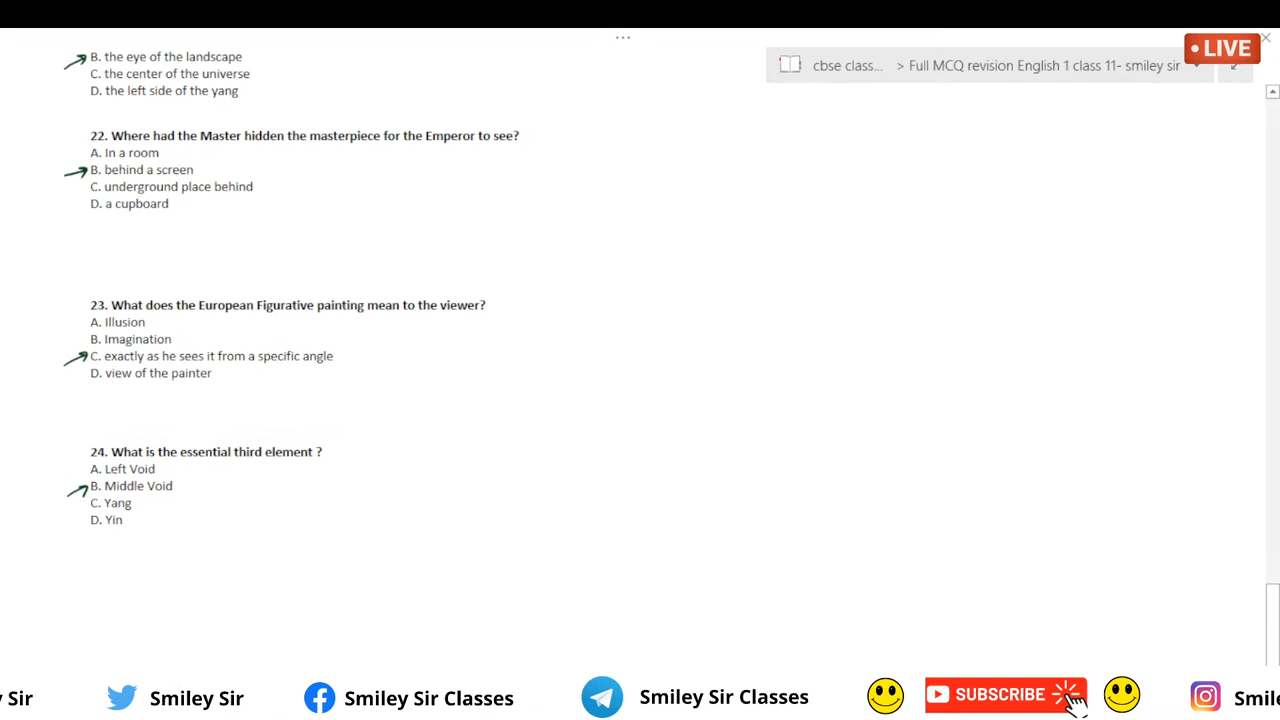 LIVE
cbse class... > Full MCQ revision English 1 class 11- smiley sir
B. the eye of the landscape
C. the center of the universe
D. the left side of the yang
22. Where had the Master hidden the masterpiece for the Emperor to see?
A. In a room
B. behind a screen
C. underground place behind
D. a cupboard
23. What does the European Figurative painting mean to the viewer?
A. Illusion
B. Imagination
C. exactly as he sees it from a specific angle
D. view of the painter
24. What is the essential third element ?
A. Left Void
B. Middle Void
C. Yang
D. Yin
y Sir Smiley Sir Smiley Sir Classes Smiley Sir Classes SUBSCRIBE Smile